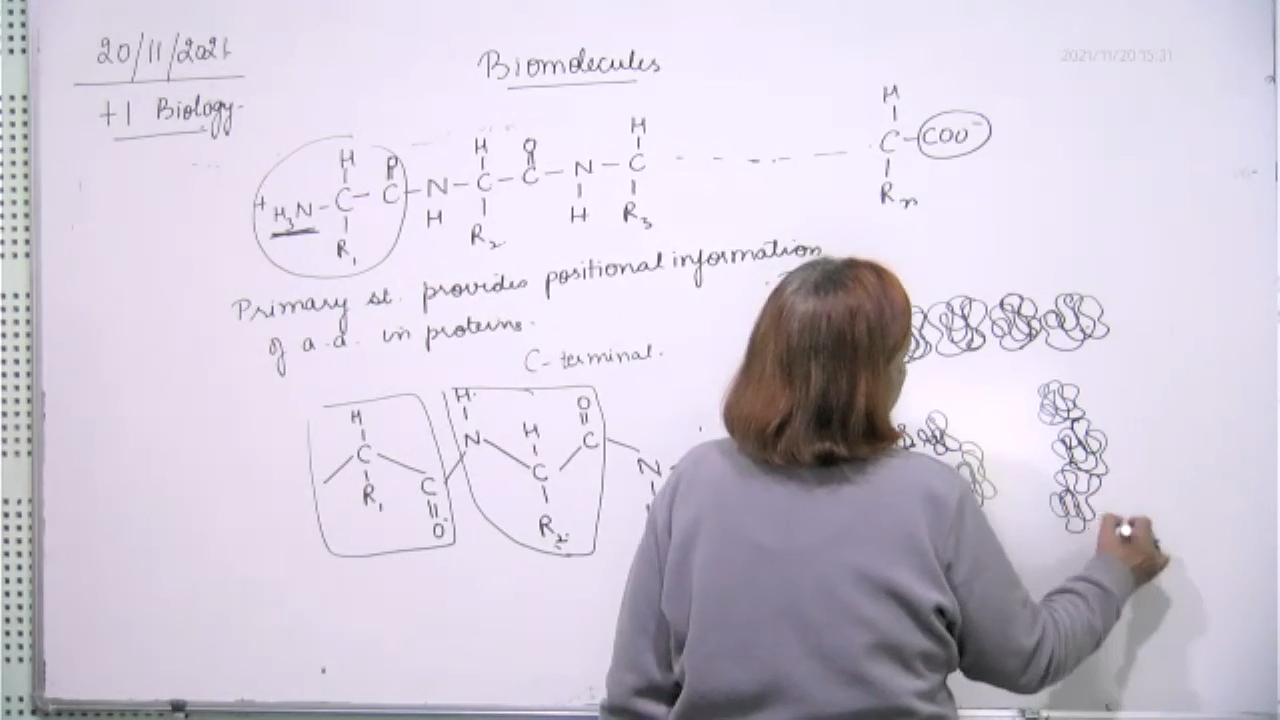 20/11/2021
2021/11/20 15:31
Biomolecules
+1 Biology
H H O H H
+ H3N - C - C - N - C - C - N - C - - - - C - COO-
H H
R1 R2 R3 Rn
Primary st. provides positional information
of a.a. in proteins.
C-terminal.
H H H O
C C N C C N
R1 O R2